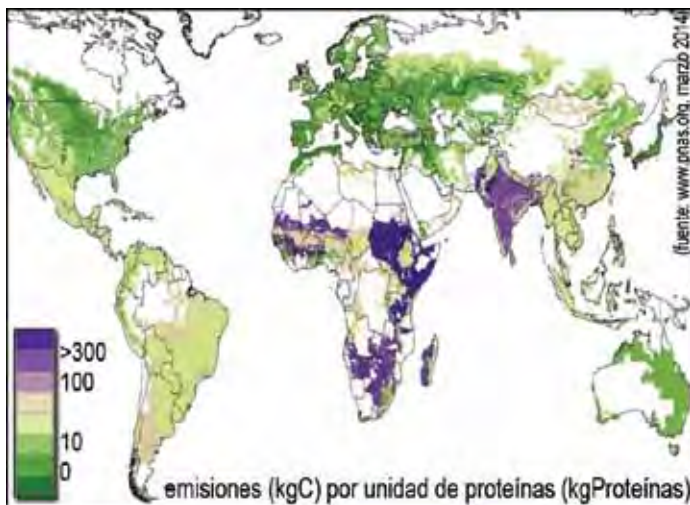 (fuente: www.pnas.org, marzo 2014)
>300
100
10
0
emisiones (kgC) por unidad de proteínas (kgProteínas)